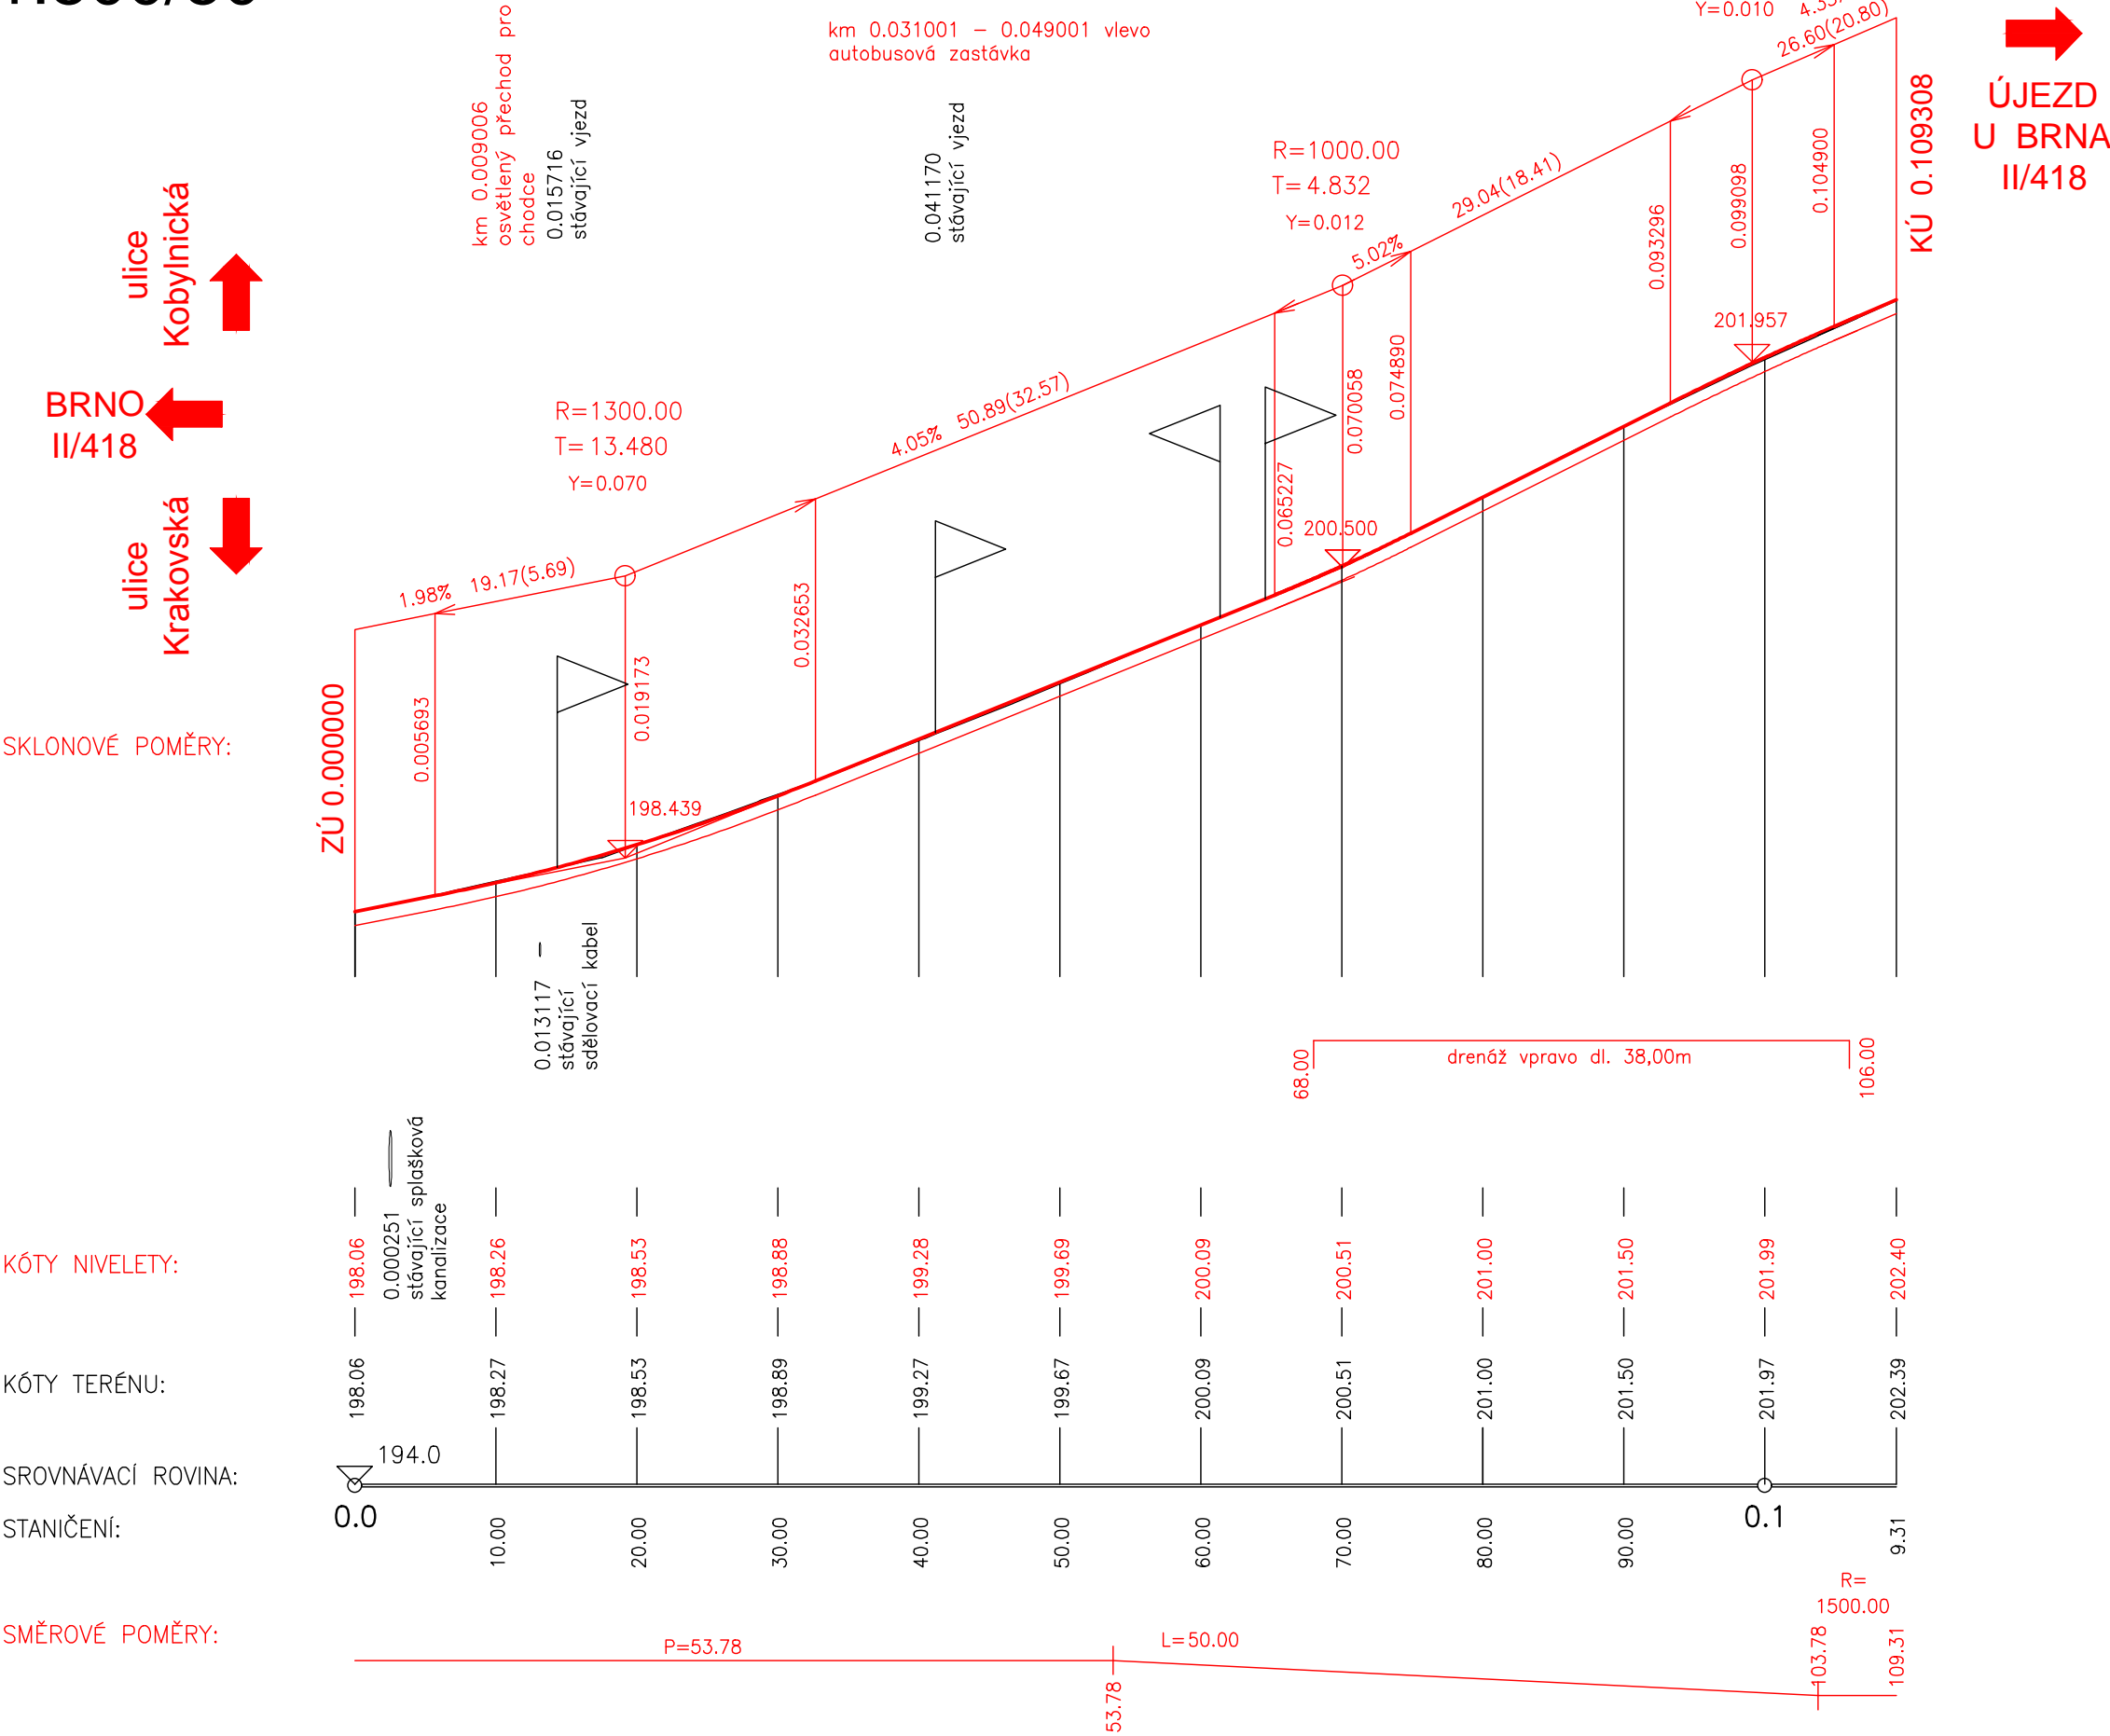 km 0.009006
osvětlený přechod pro
chodce
0.015716
stávající vjezd
km 0.031001 - 0.049001 vlevo
autobusová zastávka
0.041170
stávající vjezd
Y=0.010
26.60(20.80)
ÚJEZD
U BRNA
II/418
KÚ 0.109308
0.104900
0.099098
0.093296
201.957
R=1000.00
T=4.832
Y=0.012
5.02%
29.04(18.41)
ulice
Kobylnická
BRNO
II/418
ulice
Krakovská
R=1300.00
T=13.480
Y=0.070
4.05% 50.89(32.57)
0.065227
0.070058
0.074890
200.500
1.98% 19.17(5.69)
ZÚ 0.000000
0.005693
0.019173
0.032653
198.439
SKLONOVÉ POMĚRY:
0.013117
stávající
sdělovací kabel
68.00
drenáž vpravo dl. 38,00m
106.00
0.000251
stávající splašková
kanalizace
KÓTY NIVELETY:
198.06 198.26 198.53 198.88 199.28 199.69 200.09 200.51 201.00 201.50 201.99 202.40
KÓTY TERÉNU:
198.06 198.27 198.53 198.89 199.27 199.67 200.09 200.51 201.00 201.50 201.97 202.39
SROVNÁVACÍ ROVINA:
194.0
STANIČENÍ:
0.0 10.00 20.00 30.00 40.00 50.00 60.00 70.00 80.00 90.00 0.1 9.31
SMĚROVÉ POMĚRY:
P=53.78
53.78
L=50.00
R=
1500.00
103.78
109.31